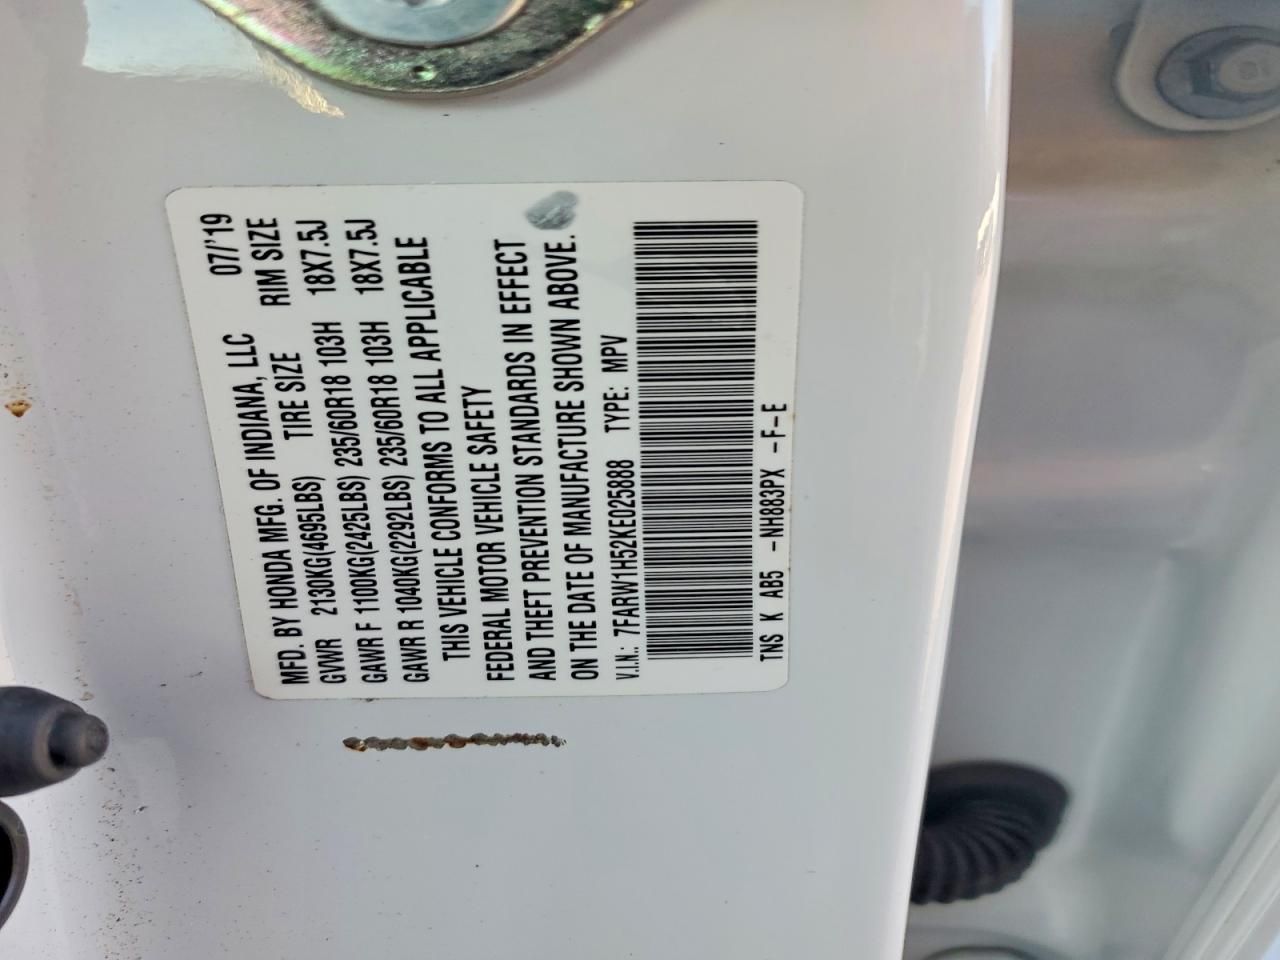 MFD. BY HONDA MFG. OF INDIANA, LLC 07/'19
GVWR 2130KG(4695LBS) TIRE SIZE RIM SIZE
GAWR F 1100KG(2425LBS) 235/60R18 103H 18X7.5J
GAWR R 1040KG(2292LBS) 235/60R18 103H 18X7.5J
THIS VEHICLE CONFORMS TO ALL APPLICABLE
FEDERAL MOTOR VEHICLE SAFETY
AND THEFT PREVENTION STANDARDS IN EFFECT
ON THE DATE OF MANUFACTURE SHOWN ABOVE.
V.I.N.: 7FARW1H52KE025888 TYPE: MPV
TNS K AB5 -NH883PX -F-E